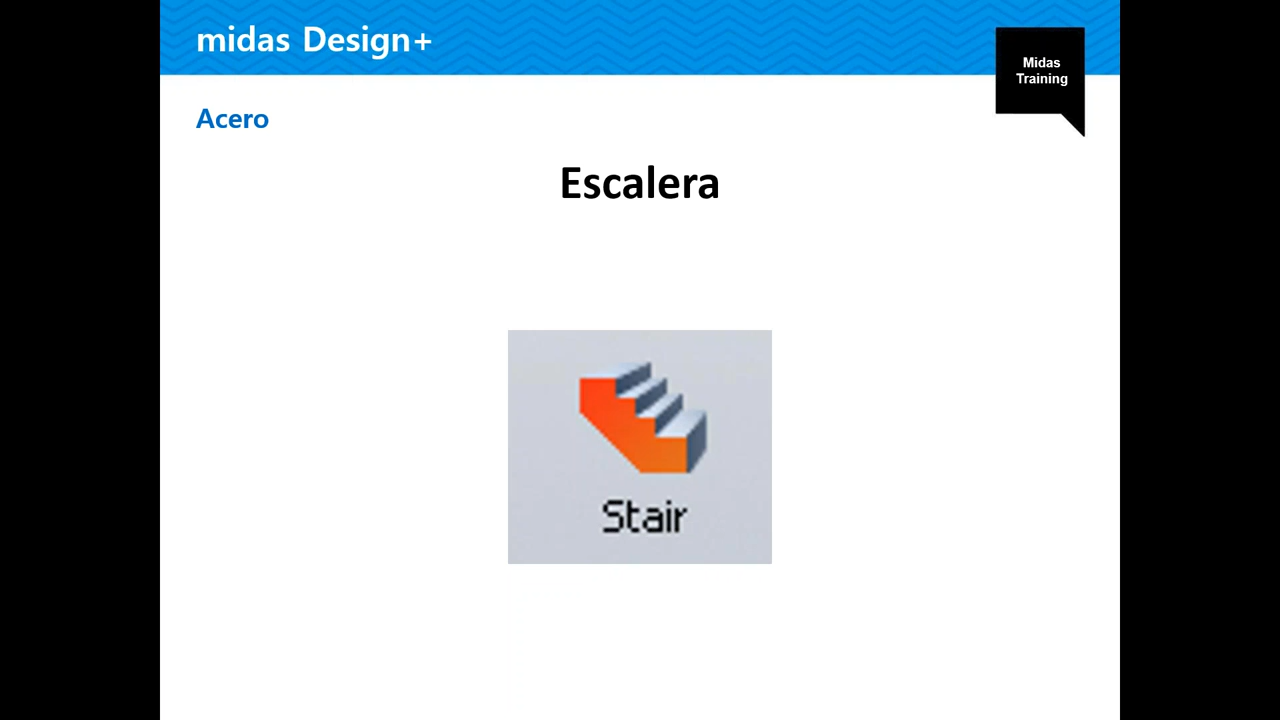 midas Design+
Midas
Training
Acero
Escalera
Stair